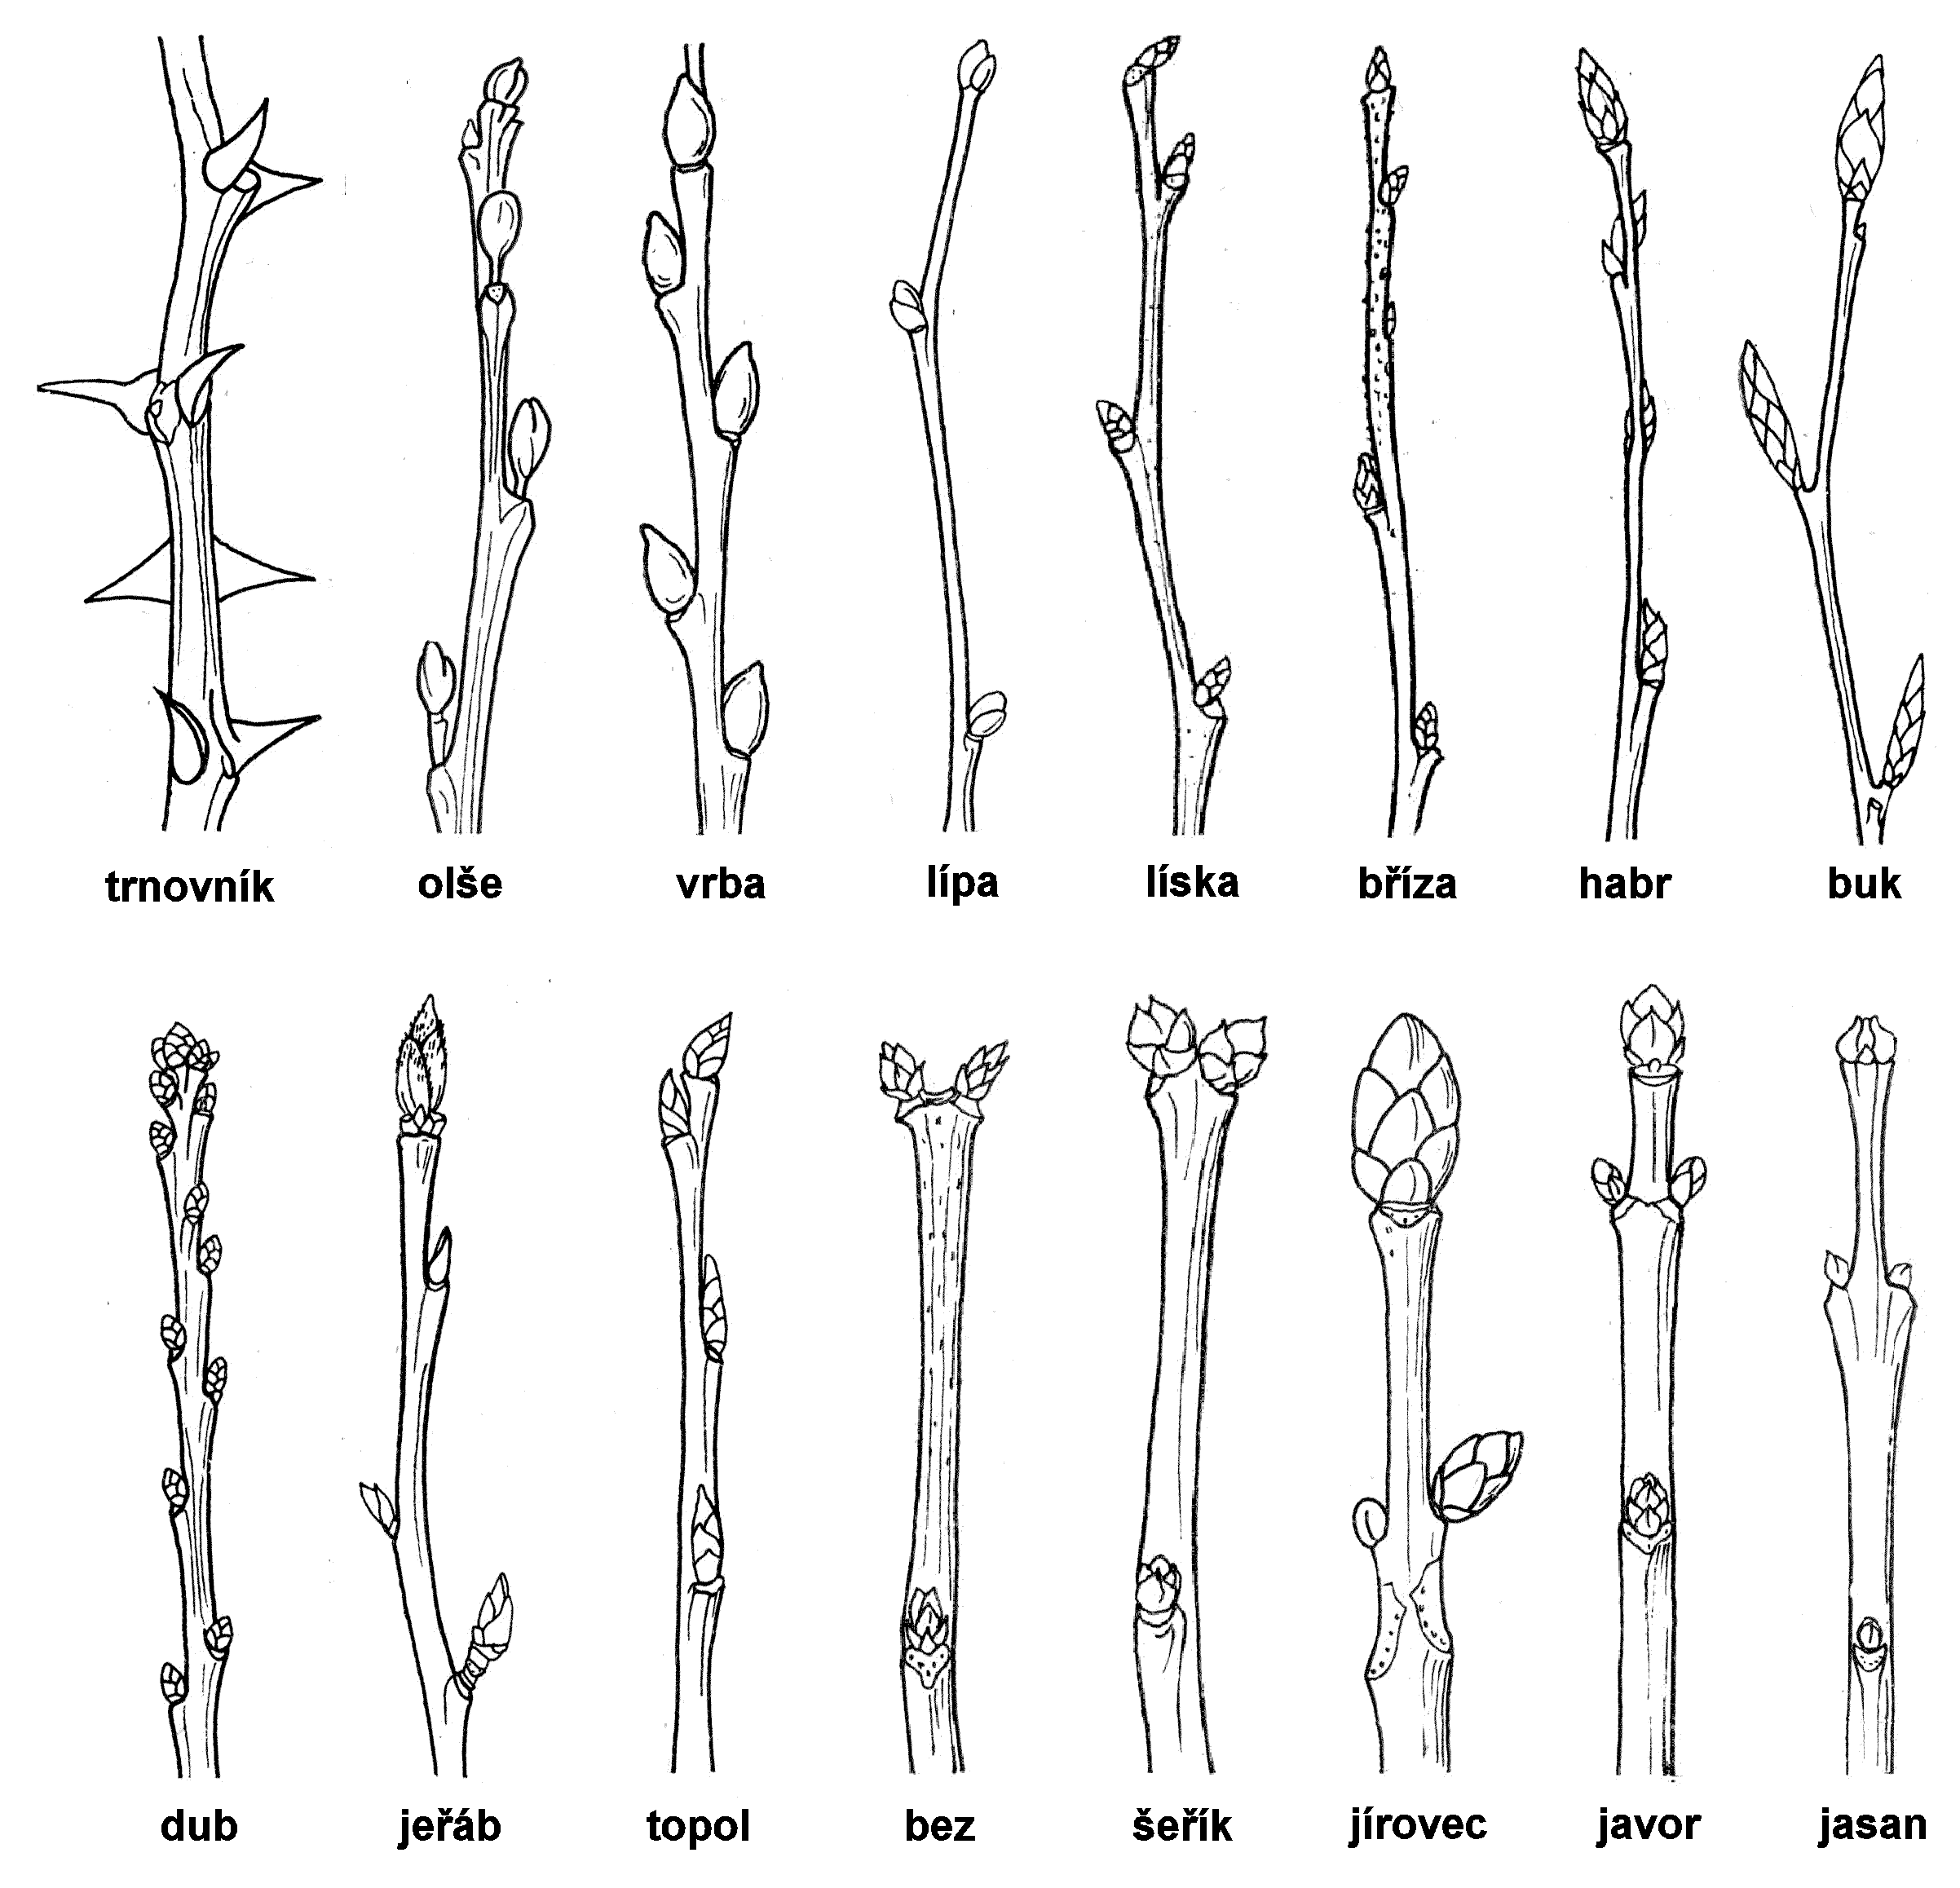 trnovník olše vrba lípa líska bříza habr buk
dub jeřáb topol bez šeřík jírovec javor jasan